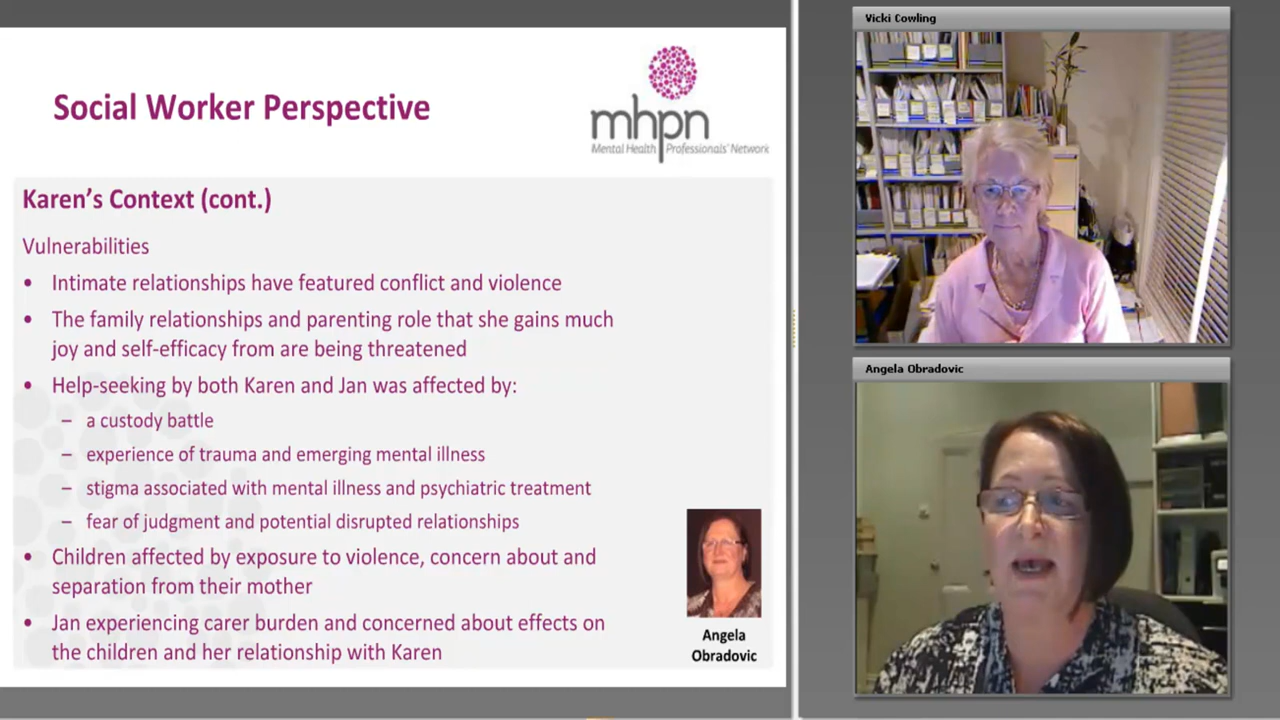 Social Worker Perspective
mhpn
Mental Health Professionals' Network
Karen's Context (cont.)
Vulnerabilities
• Intimate relationships have featured conflict and violence
• The family relationships and parenting role that she gains much
joy and self-efficacy from are being threatened
• Help-seeking by both Karen and Jan was affected by:
– a custody battle
– experience of trauma and emerging mental illness
– stigma associated with mental illness and psychiatric treatment
– fear of judgment and potential disrupted relationships
• Children affected by exposure to violence, concern about and
separation from their mother
• Jan experiencing carer burden and concerned about effects on
the children and her relationship with Karen
Angela
Obradovic
Vicki Cowling
Angela Obradovic